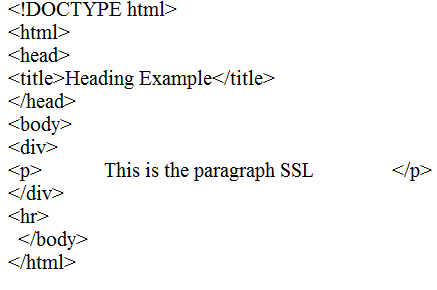 <!DOCTYPE html>
<html>
<head>
<title>Heading Example</title>
</head>
<body>
<div>
<p>            This is the paragraph SSL               </p>
</div>
<hr>
  </body>
</html>